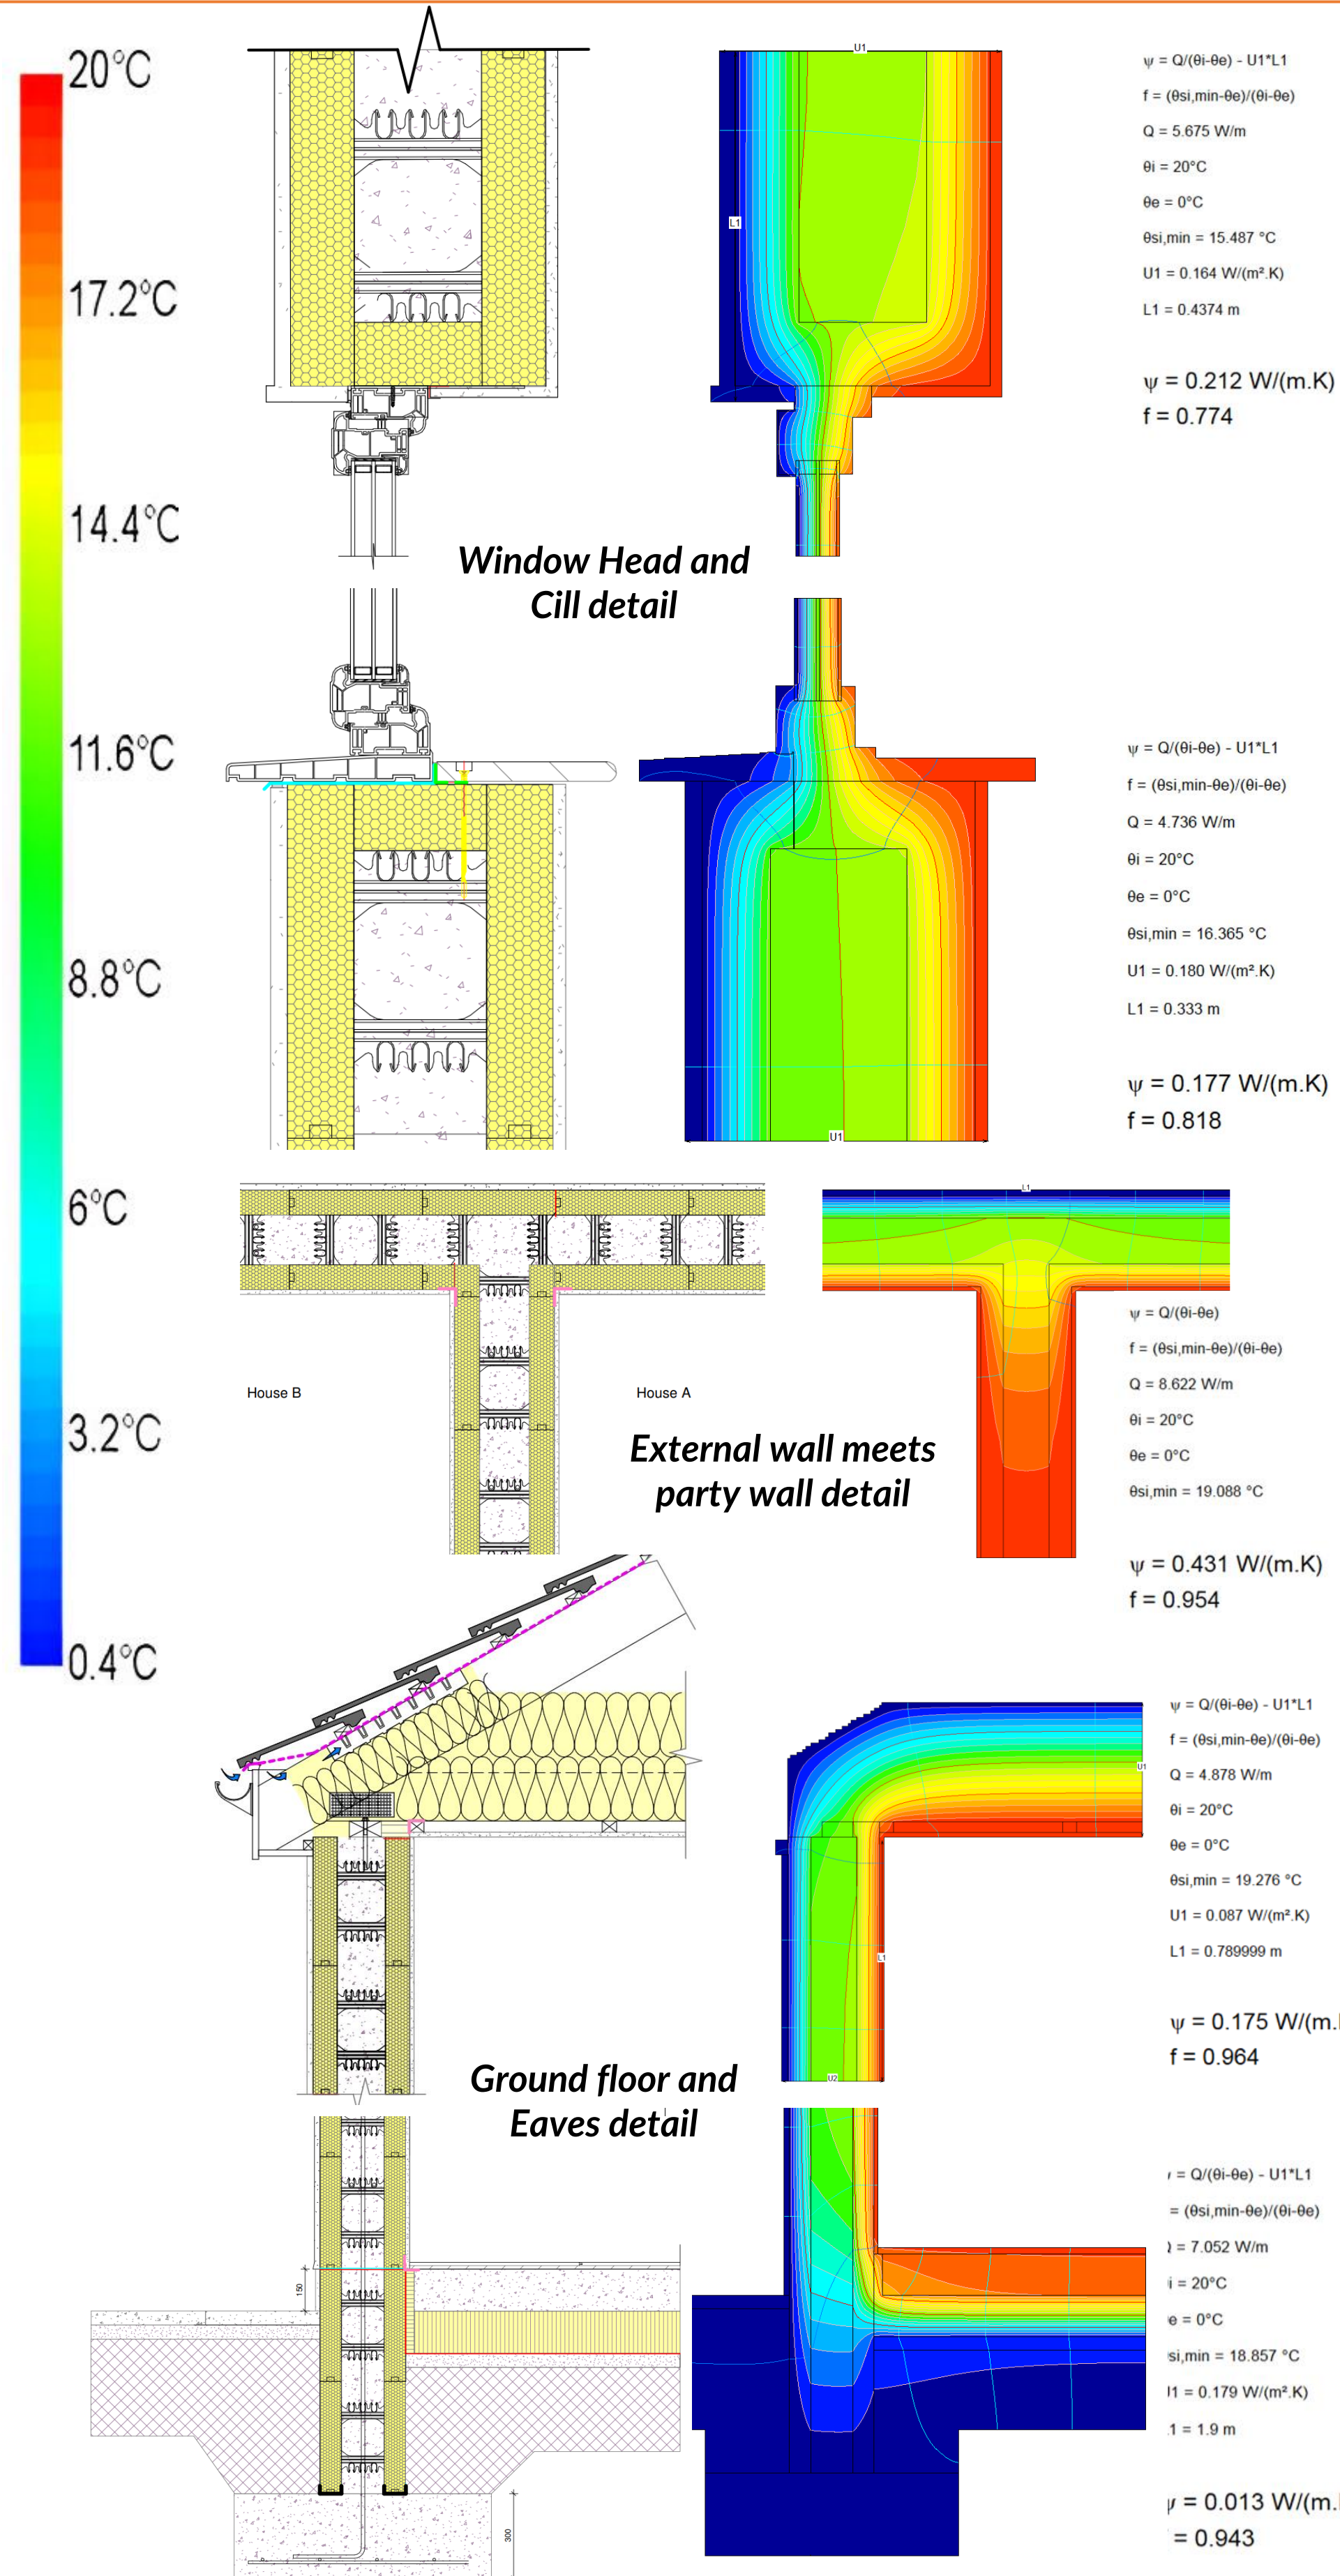 20°C
17.2°C
14.4°C
11.6°C
8.8°C
6°C
3.2°C
0.4°C
U1
L1
ψ = Q/(θi-θe) - U1*L1
f = (θsi,min-θe)/(θi-θe)
Q = 5.675 W/m
θi = 20°C
θe = 0°C
θsi,min = 15.487 °C
U1 = 0.164 W/(m².K)
L1 = 0.4374 m
ψ = 0.212 W/(m.K)
f = 0.774
Window Head and
Cill detail
ψ = Q/(θi-θe) - U1*L1
f = (θsi,min-θe)/(θi-θe)
Q = 4.736 W/m
θi = 20°C
θe = 0°C
θsi,min = 16.365 °C
U1 = 0.180 W/(m².K)
L1 = 0.333 m
ψ = 0.177 W/(m.K)
f = 0.818
U1
L1
House B
House A
External wall meets
party wall detail
ψ = Q/(θi-θe)
f = (θsi,min-θe)/(θi-θe)
Q = 8.622 W/m
θi = 20°C
θe = 0°C
θsi,min = 19.088 °C
ψ = 0.431 W/(m.K)
f = 0.954
U1
L1
U2
ψ = Q/(θi-θe) - U1*L1
f = (θsi,min-θe)/(θi-θe)
Q = 4.878 W/m
θi = 20°C
θe = 0°C
θsi,min = 19.276 °C
U1 = 0.087 W/(m².K)
L1 = 0.789999 m
ψ = 0.175 W/(m.
f = 0.964
Ground floor and
Eaves detail
150
300
= Q/(θi-θe) - U1*L1
= (θsi,min-θe)/(θi-θe)
= 7.052 W/m
i = 20°C
e = 0°C
si,min = 18.857 °C
1 = 0.179 W/(m².K)
.1 = 1.9 m
ψ = 0.013 W/(m.
= 0.943